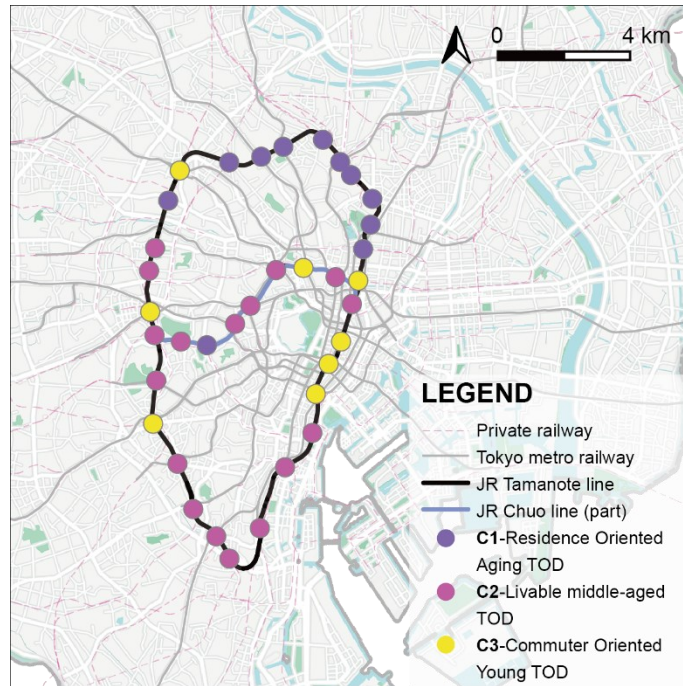 0 4 km
LEGEND
Private railway
Tokyo metro railway
JR Tamanote line
JR Chuo line (part)
C1-Residence Oriented
Aging TOD
C2-Livable middle-aged
TOD
C3-Commuter Oriented
Young TOD